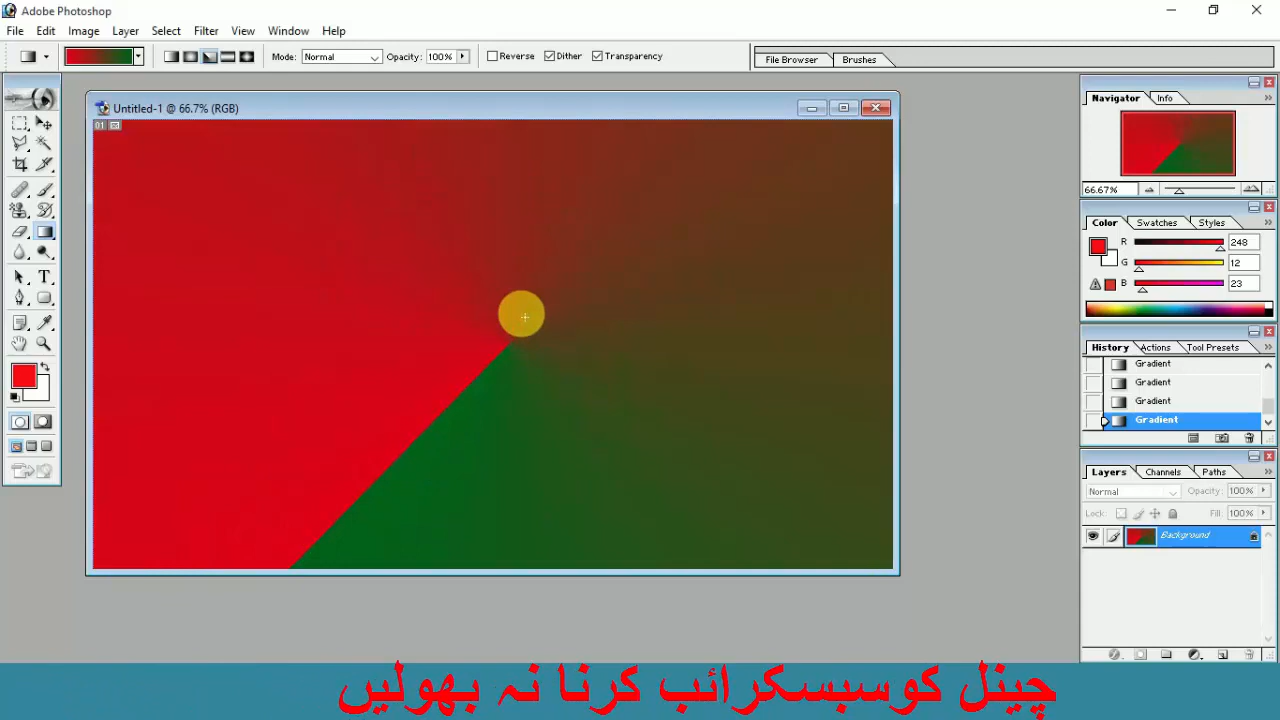 Adobe Photoshop
File Edit Image Layer Select Filter View Window Help
Mode: Normal Opacity: 100% Reverse Dither Transparency File Browser Brushes
Untitled-1 @ 66.7% (RGB)
01
Navigator Info
66.67%
Color Swatches Styles
R 248
G 12
B 23
History Actions Tool Presets
Gradient
Gradient
Gradient
Gradient
Layers Channels Paths
Normal Opacity: 100%
Lock: Fill: 100%
Background
چینل کوسبسکرائب کرنا نہ بھولیں